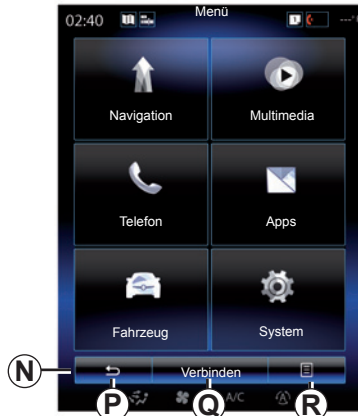 02:40 Menü
Navigation Multimedia
Telefon Apps
Fahrzeug System
N Verbinden
P Q A/C R